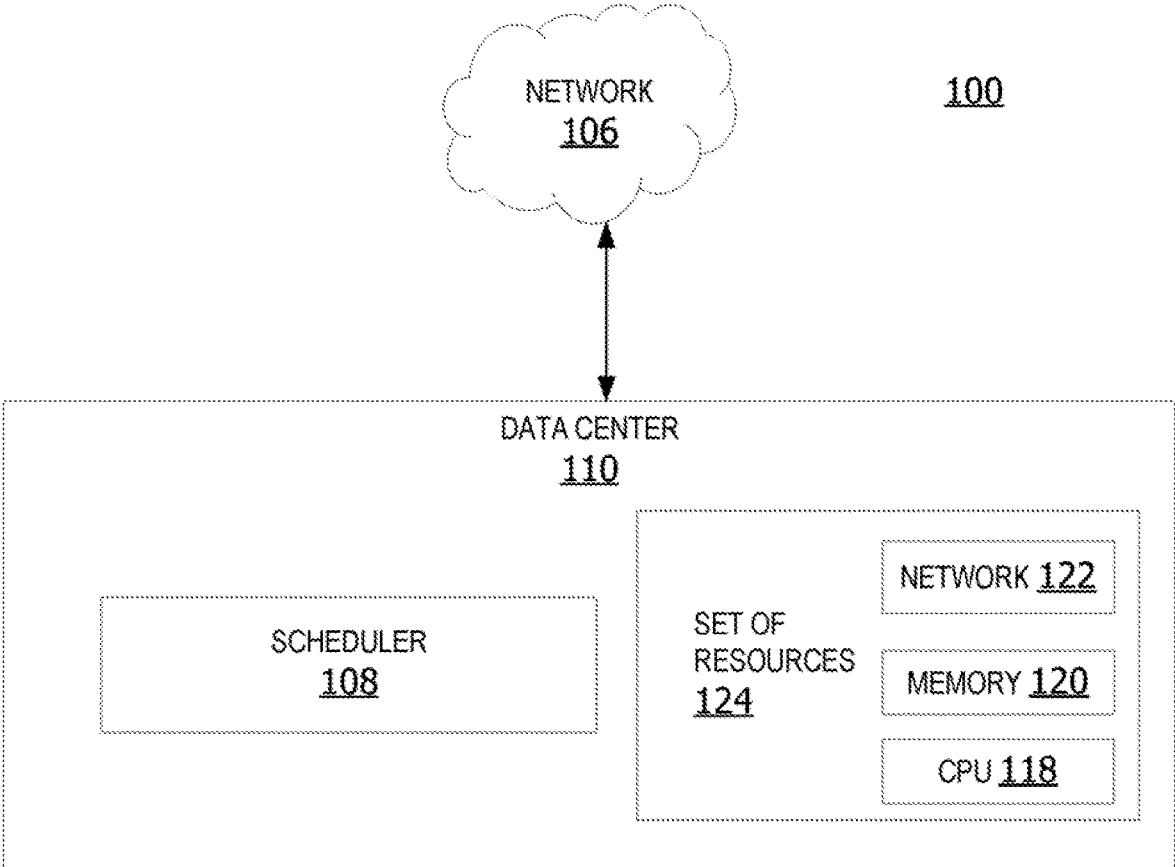 NETWORK
106
100
DATA CENTER
110
SCHEDULER
108
SET OF
RESOURCES
124
NETWORK 122
MEMORY 120
CPU 118